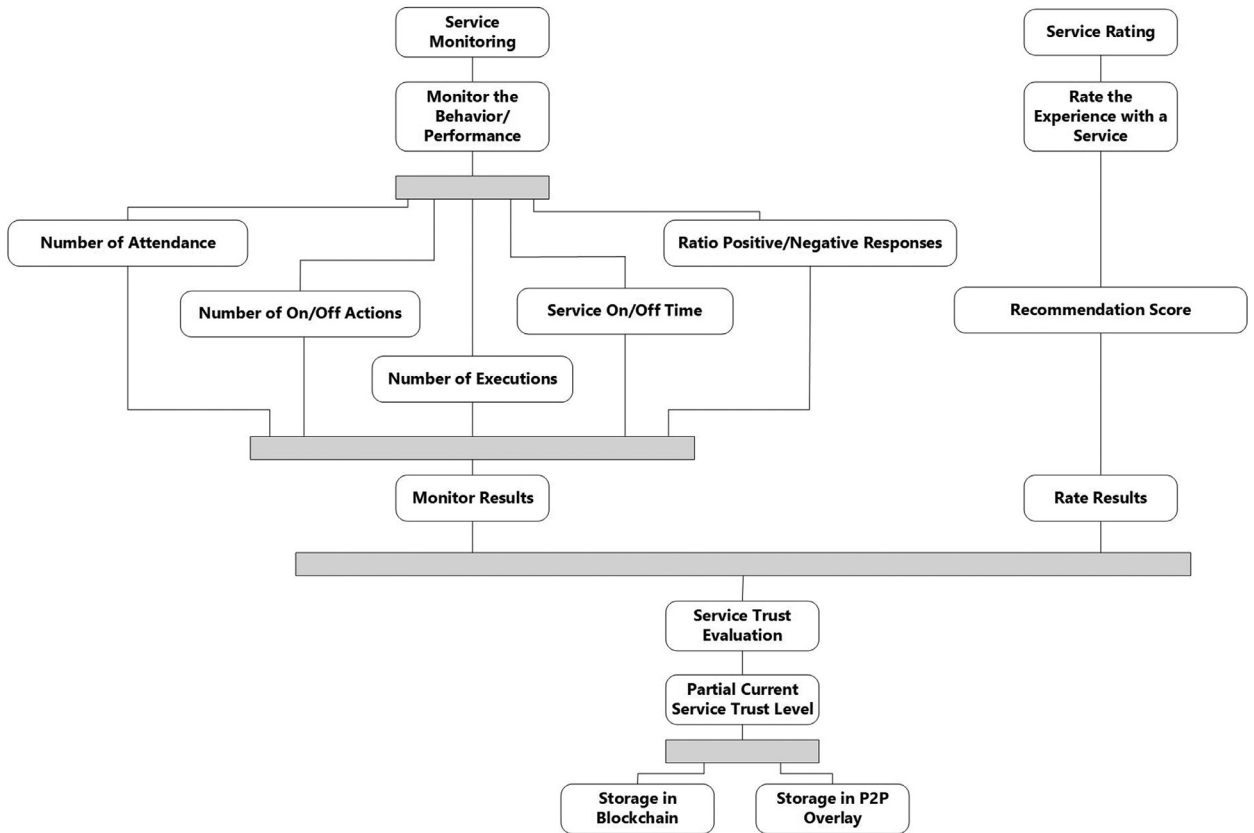 Service
Monitoring
Service Rating
Monitor the
Behavior/
Performance
Rate the
Experience with a
Service
Number of Attendance
Ratio Positive/Negative Responses
Number of On/Off Actions
Service On/Off Time
Recommendation Score
Number of Executions
Monitor Results
Rate Results
Service Trust
Evaluation
Partial Current
Service Trust Level
Storage in
Blockchain
Storage in P2P
Overlay